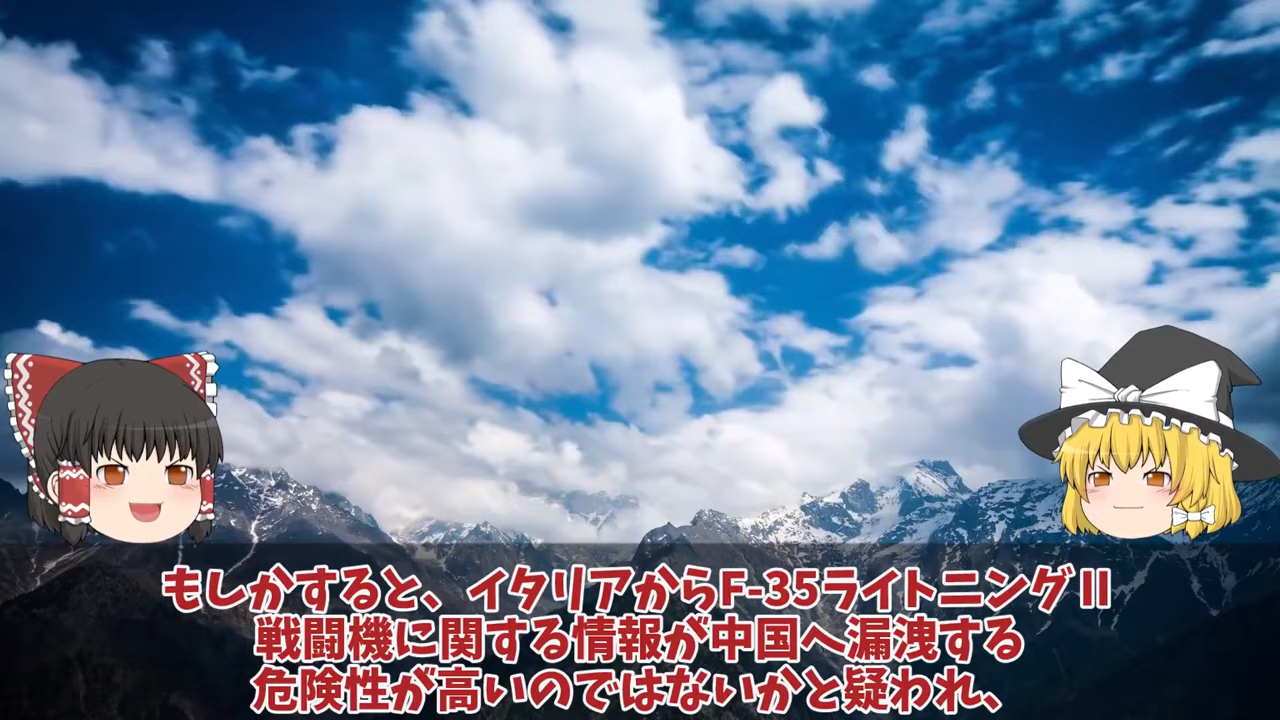 もしかすると、イタリアからF-35ライトニングⅡ
戦闘機に関する情報が中国へ漏洩する
危険性が高いのではないかと疑われ、